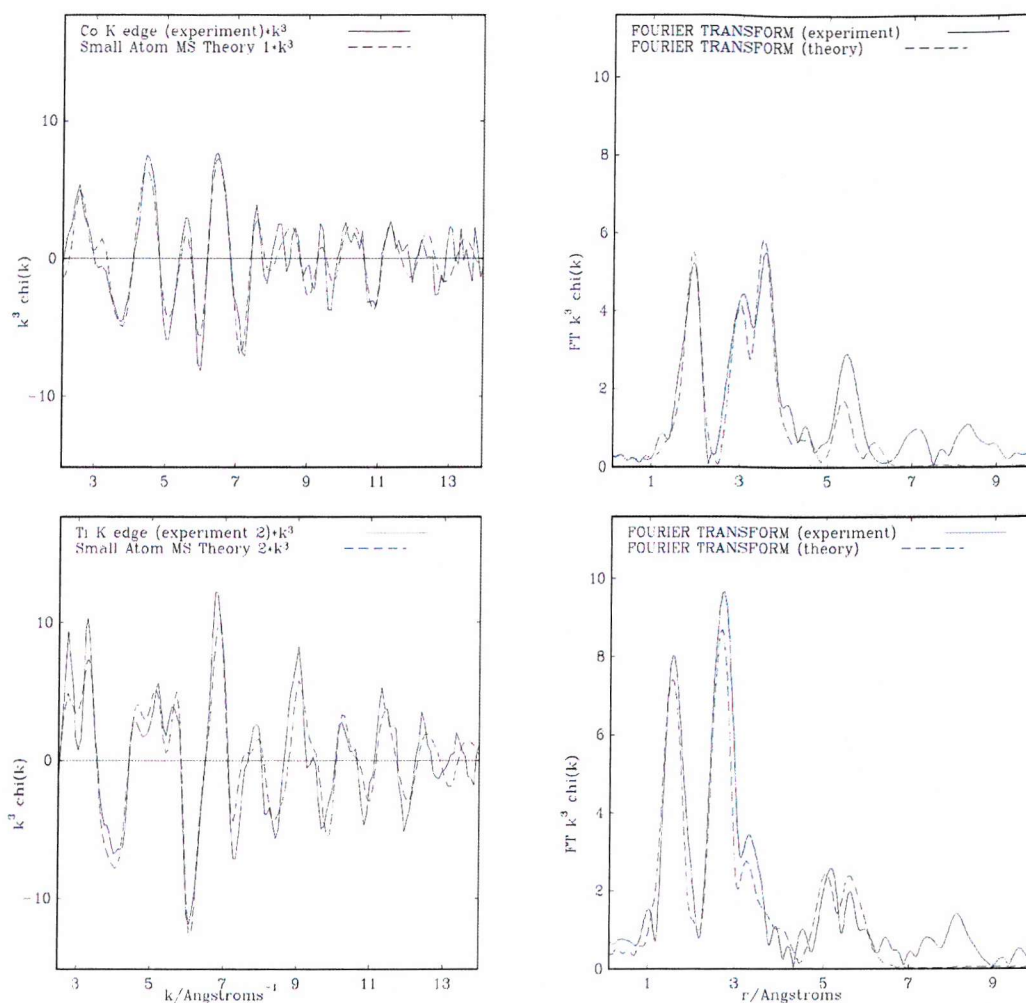 Co K edge (experiment)*k³
Small Atom MS Theory 1*k³
10
0
−10
k³ chi(k)
3 5 7 9 11 13
FOURIER TRANSFORM (experiment)
FOURIER TRANSFORM (theory)
10
8
6
4
2
0
FT k³ chi(k)
1 3 5 7 9
Ti K edge (experiment 2)*k³
Small Atom MS Theory 2*k³
10
0
−10
k³ chi(k)
3 5 7 9 11 13
k/Angstroms⁻¹
FOURIER TRANSFORM (experiment)
FOURIER TRANSFORM (theory)
10
8
6
4
2
0
FT k³ chi(k)
1 3 5 7 9
r/Angstroms